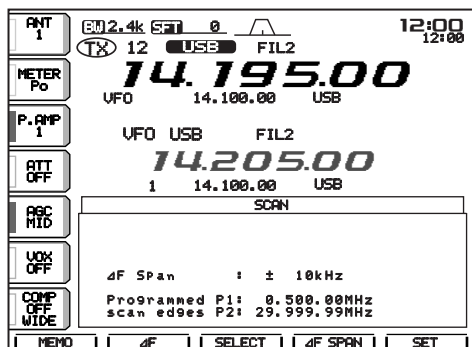 ANT
1
BW 2.4k SFT 0
12:00
12:00
TX 12 USB FIL2
METER
Po
14.195.00
VFO 14.100.00 USB
P.AMP
1
VFO USB FIL2
ATT
OFF
14.205.00
1 14.100.00 USB
AGC
MID
SCAN
VOX
OFF
⊿F Span : ± 10kHz
COMP
OFF
WIDE
Programmed P1: 0.500.00MHz
scan edges P2: 29.999.99MHz
MEMO ⊿F SELECT ⊿F SPAN SET